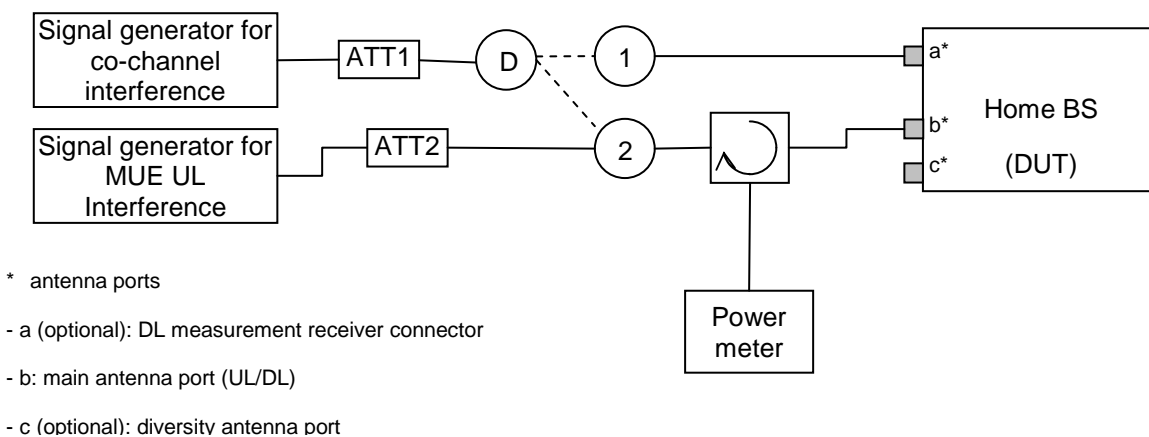 Signal generator for
co-channel
interference
ATT1
D
1
a*
Home BS
(DUT)
Signal generator for
MUE UL
Interference
ATT2
2
b*
c*
Power
meter
* antenna ports
- a (optional): DL measurement receiver connector
- b: main antenna port (UL/DL)
- c (optional): diversity antenna port